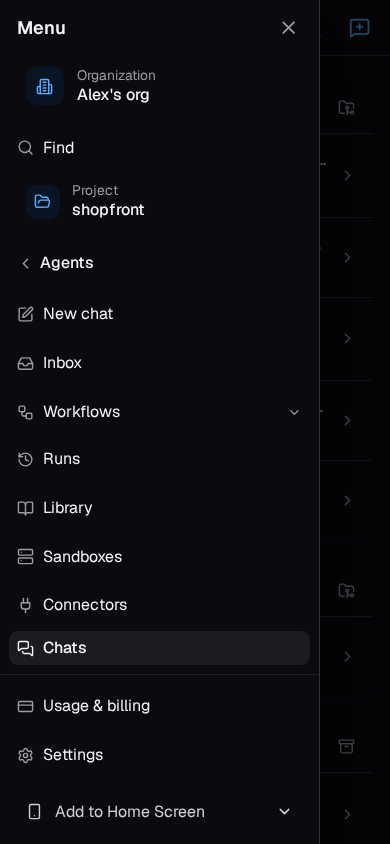 Menu
Organization
Alex's org
Find
Project
shopfront
Agents
New chat
Inbox
Workflows
Runs
Library
Sandboxes
Connectors
Chats
Usage & billing
Settings
Add to Home Screen